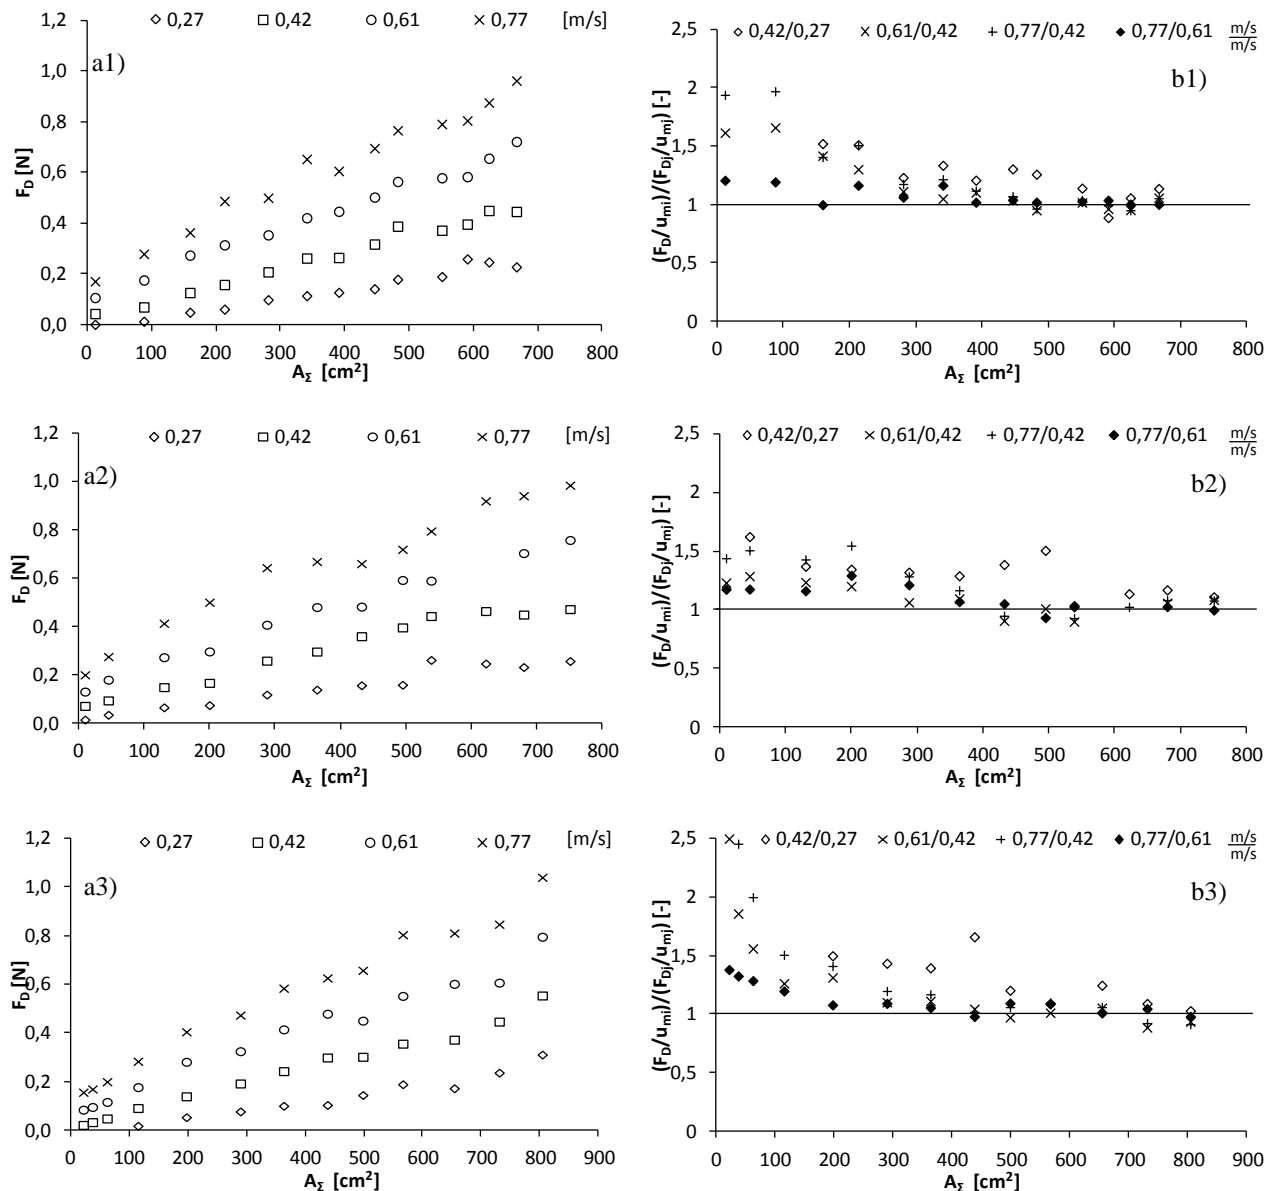 ◇ 0,27 □ 0,42 ○ 0,61 × 0,77 [m/s]
a1)
1,2
1,0
0,8
0,6
0,4
0,2
0,0
F_D [N]
0 100 200 300 400 500 600 700 800
A_Σ [cm²]
◇ 0,42/0,27 × 0,61/0,42 + 0,77/0,42 ◆ 0,77/0,61 m/s
m/s
b1)
2,5
2
1,5
1
0,5
0
(F_D/u_mi)/(F_Dj/u_mj) [-]
0 100 200 300 400 500 600 700 800
A_Σ [cm²]
◇ 0,27 □ 0,42 ○ 0,61 × 0,77 [m/s]
a2)
1,2
1,0
0,8
0,6
0,4
0,2
0,0
F_D [N]
0 100 200 300 400 500 600 700 800
A_Σ [cm²]
◇ 0,42/0,27 × 0,61/0,42 + 0,77/0,42 ◆ 0,77/0,61 m/s
m/s
b2)
2,5
2
1,5
1
0,5
0
(F_D/u_mi)/(F_Dj/u_mj) [-]
0 100 200 300 400 500 600 700 800
A_Σ [cm²]
◇ 0,27 □ 0,42 ○ 0,61 × 0,77 [m/s]
a3)
1,2
1,0
0,8
0,6
0,4
0,2
0,0
F_D [N]
0 100 200 300 400 500 600 700 800 900
A_Σ [cm²]
◇ 0,42/0,27 × 0,61/0,42 + 0,77/0,42 ◆ 0,77/0,61 m/s
m/s
b3)
2,5
2
1,5
1
0,5
0
(F_D/u_mi)/(F_Dj/u_mj) [-]
0 100 200 300 400 500 600 700 800 900
A_Σ [cm²]